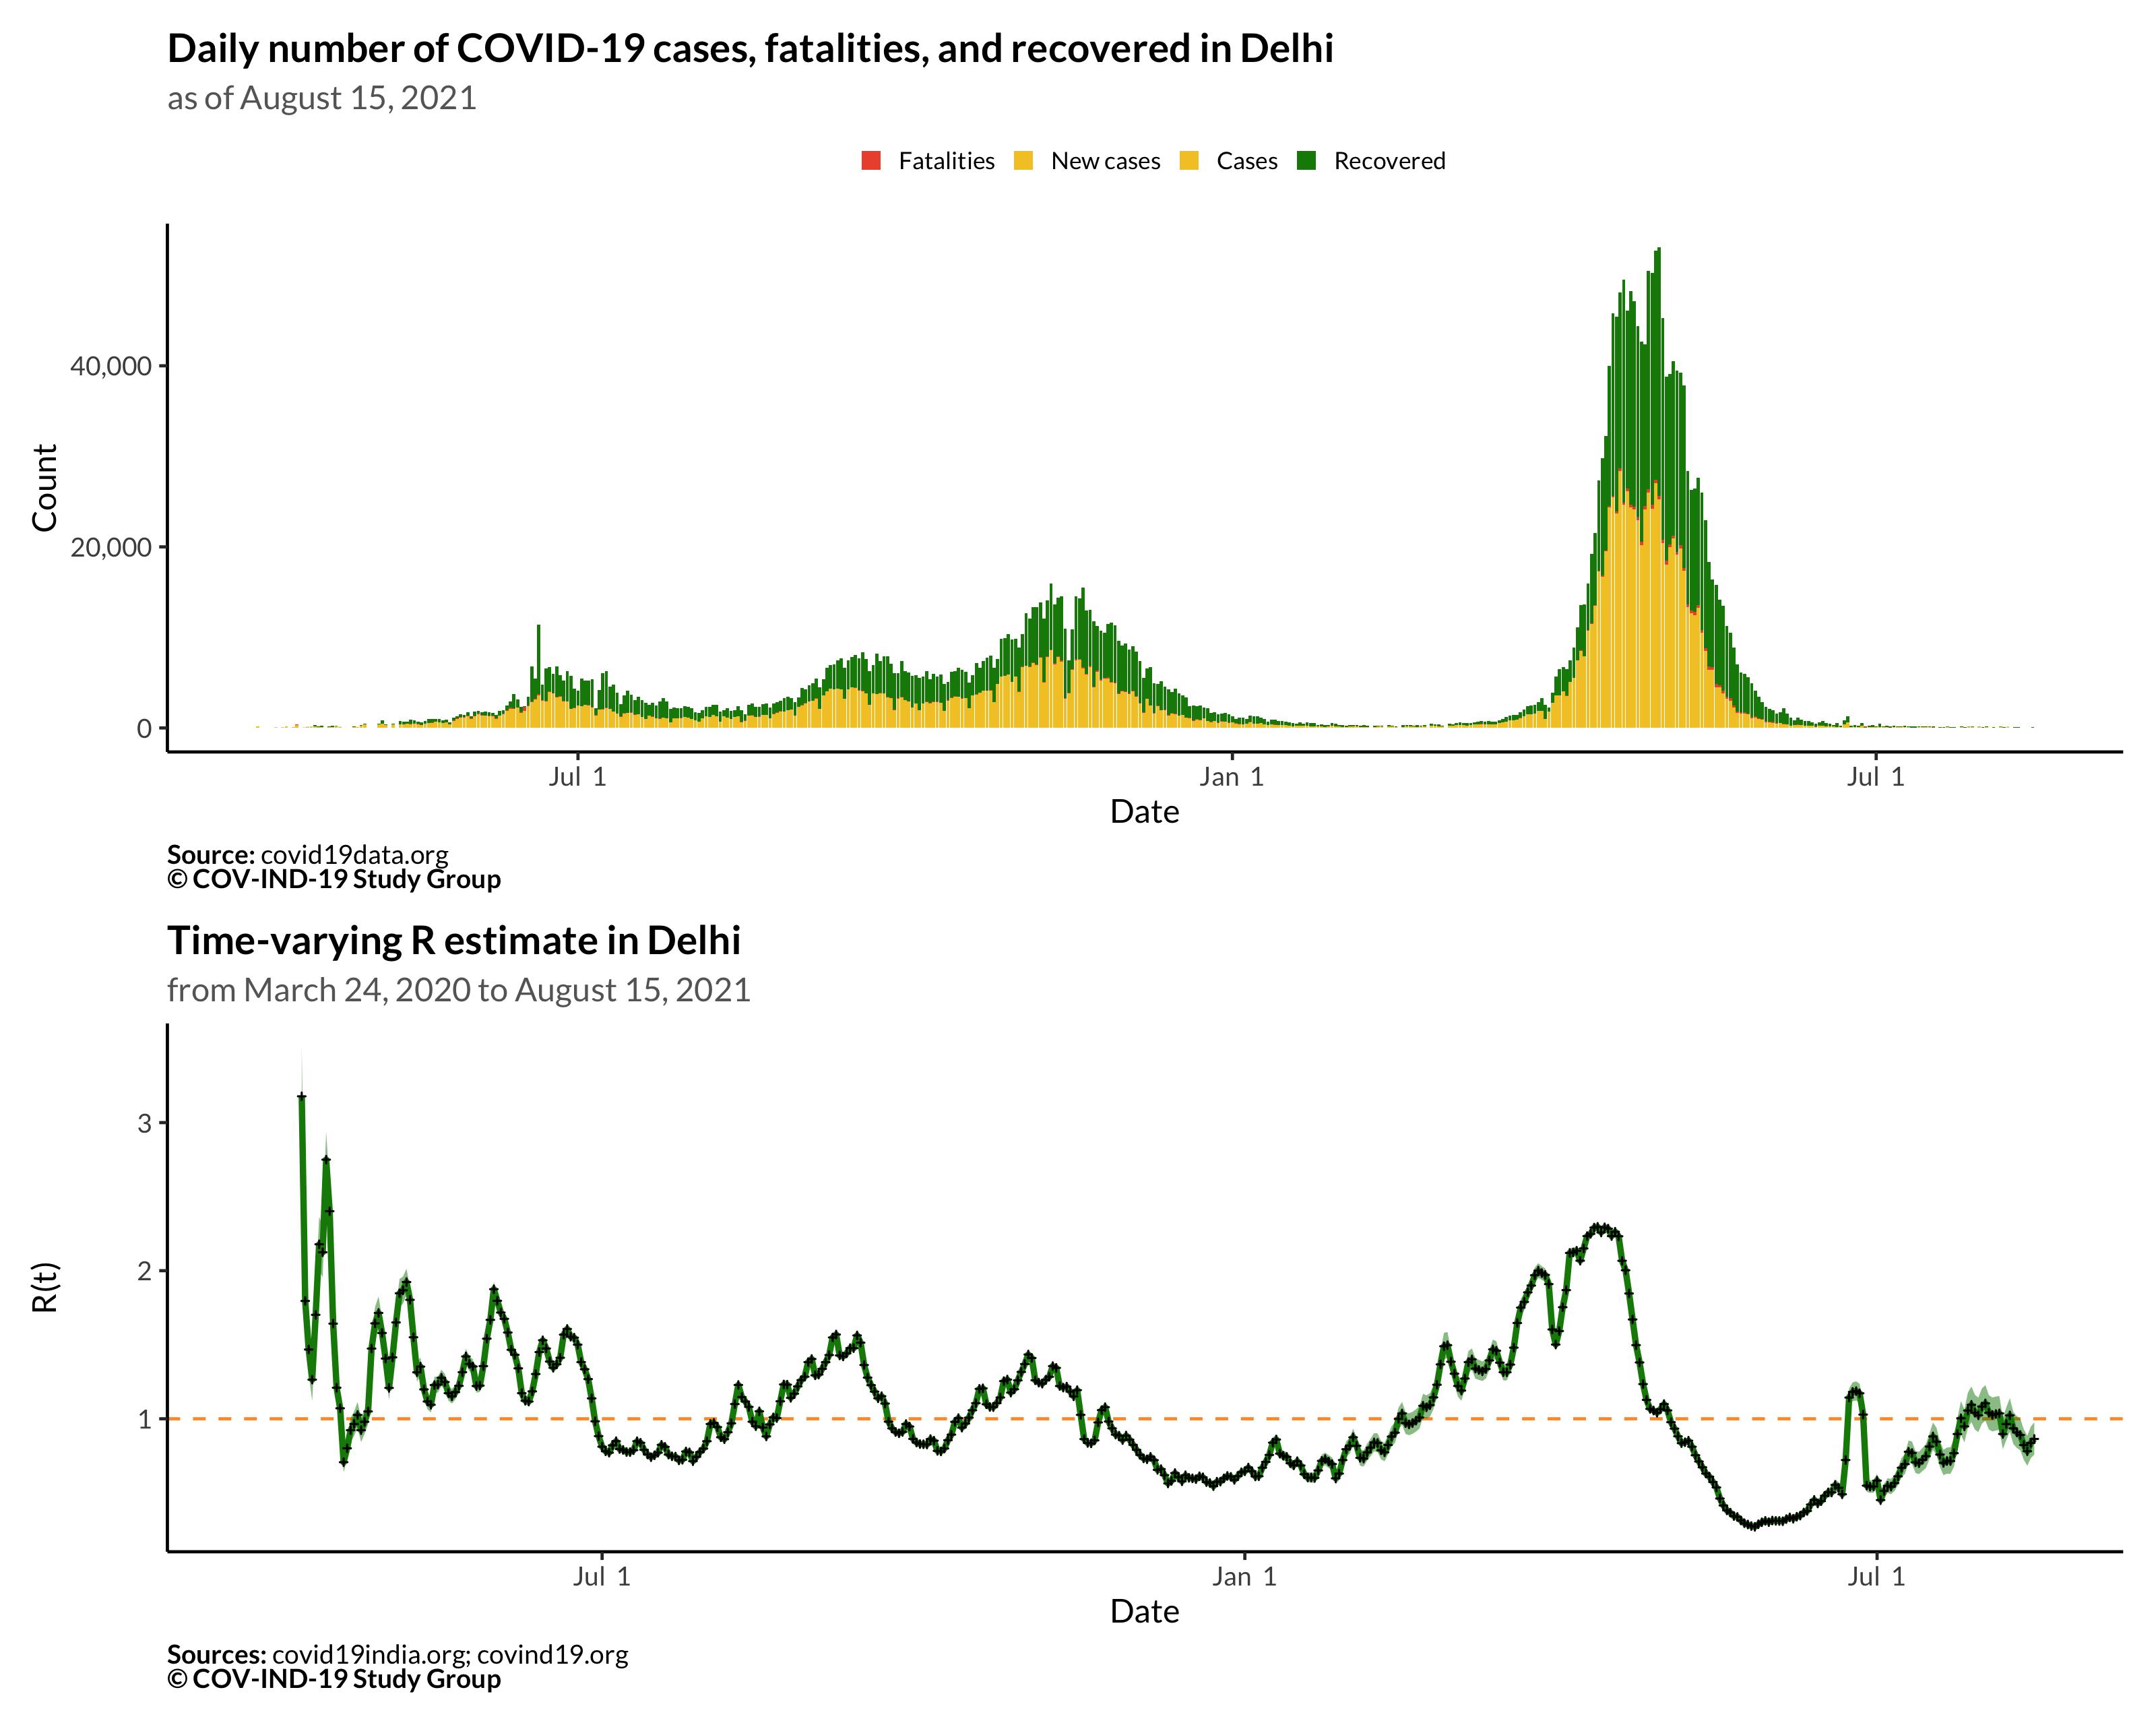 Daily number of COVID-19 cases, fatalities, and recovered in Delhi
as of August 15, 2021
Fatalities New cases Cases Recovered
Count
40,000
20,000
0
Jul 1 Jan 1 Jul 1
Date
Source: covid19data.org
© COV-IND-19 Study Group
Time-varying R estimate in Delhi
from March 24, 2020 to August 15, 2021
R(t)
3
2
1
Jul 1 Jan 1 Jul 1
Date
Sources: covid19india.org; covind19.org
© COV-IND-19 Study Group